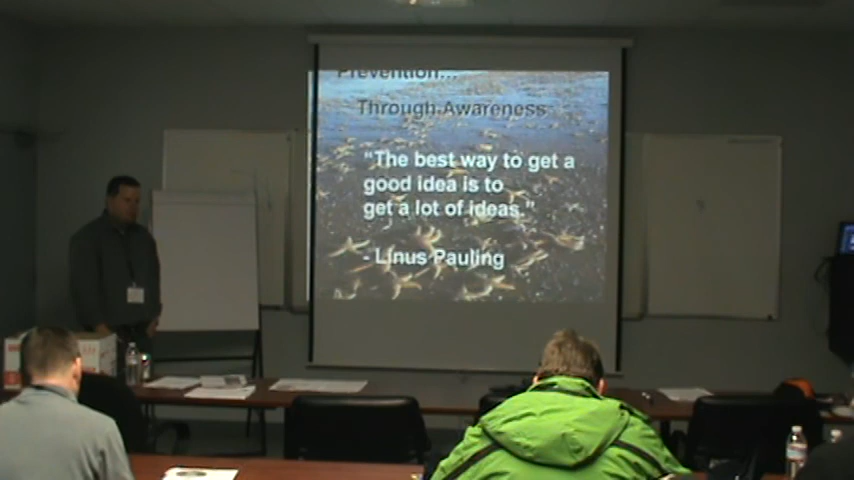 Prevention...
Through Awareness
"The best way to get a
good idea is to
get a lot of ideas."
- Linus Pauling